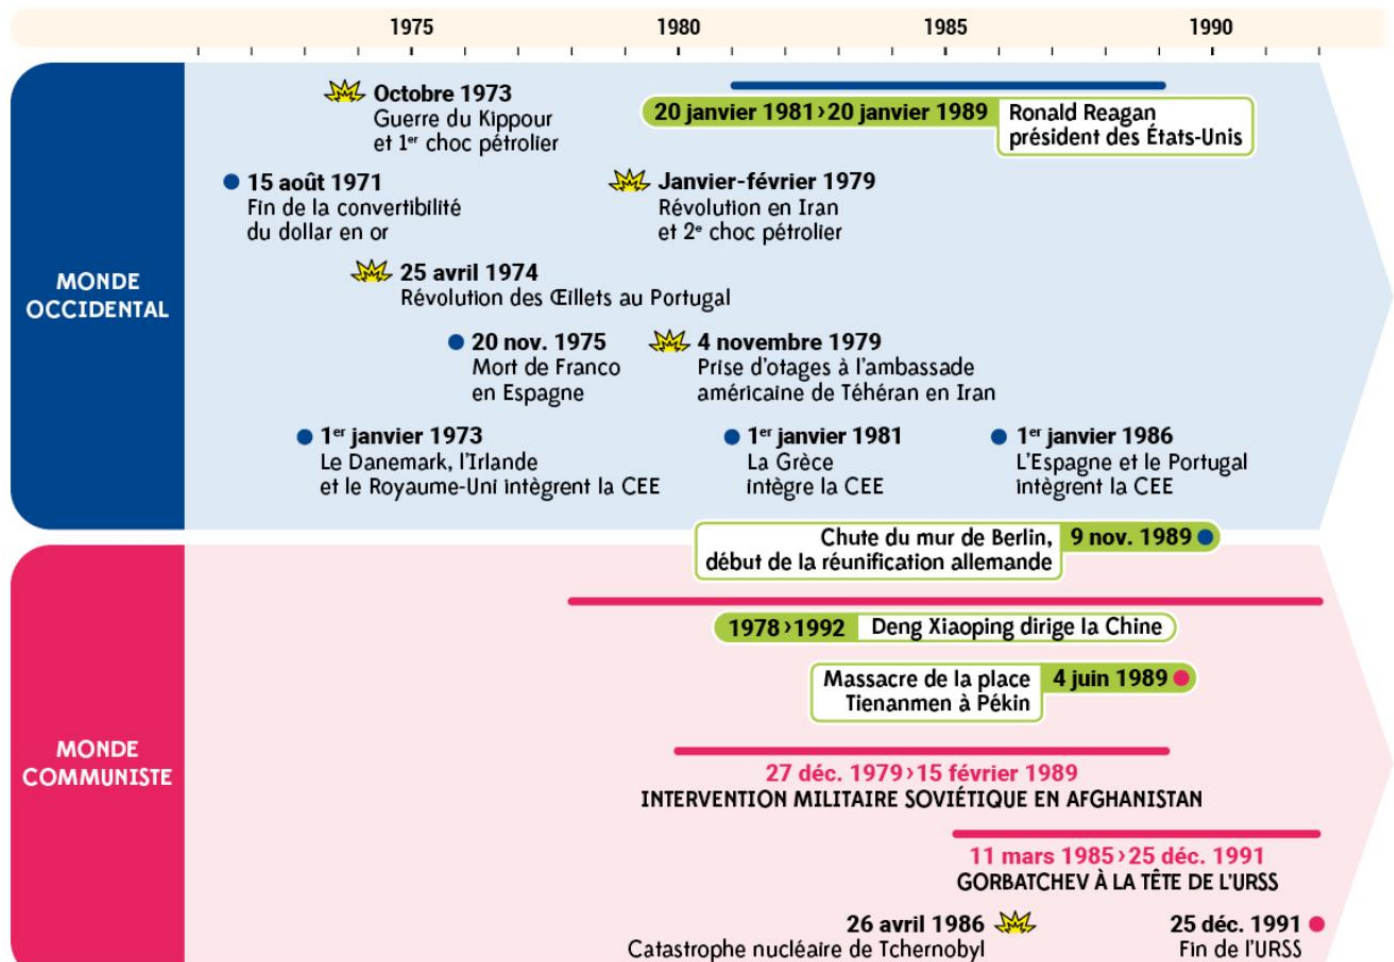 1975 1980 1985 1990
MONDE
OCCIDENTAL
Octobre 1973
Guerre du Kippour
et 1er choc pétrolier
20 janvier 1981›20 janvier 1989
Ronald Reagan
président des États-Unis
15 août 1971
Fin de la convertibilité
du dollar en or
Janvier-février 1979
Révolution en Iran
et 2e choc pétrolier
25 avril 1974
Révolution des Œillets au Portugal
20 nov. 1975
Mort de Franco
en Espagne
4 novembre 1979
Prise d'otages à l'ambassade
américaine de Téhéran en Iran
1er janvier 1973
Le Danemark, l'Irlande
et le Royaume-Uni intègrent la CEE
1er janvier 1981
La Grèce
intègre la CEE
1er janvier 1986
L'Espagne et le Portugal
intègrent la CEE
Chute du mur de Berlin,
début de la réunification allemande
9 nov. 1989
MONDE
COMMUNISTE
1978›1992 Deng Xiaoping dirige la Chine
Massacre de la place
Tienanmen à Pékin
4 juin 1989
27 déc. 1979›15 février 1989
INTERVENTION MILITAIRE SOVIÉTIQUE EN AFGHANISTAN
11 mars 1985›25 déc. 1991
GORBATCHEV À LA TÊTE DE L'URSS
26 avril 1986
Catastrophe nucléaire de Tchernobyl
25 déc. 1991
Fin de l'URSS